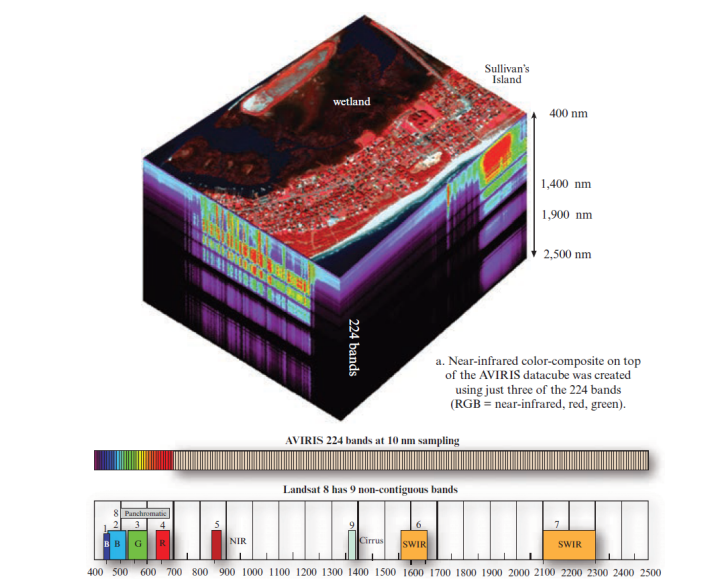 Sullivan's
Island
wetland
400 nm
1,400 nm
1,900 nm
2,500 nm
224 bands
a. Near-infrared color-composite on top
of the AVIRIS datacube was created
using just three of the 224 bands
(RGB = near-infrared, red, green).
AVIRIS 224 bands at 10 nm sampling
Landsat 8 has 9 non-contiguous bands
8 Panchromatic
1 2 3 4 5 9 6 7
B B G R NIR Cirrus SWIR SWIR
400 500 600 700 800 900 1000 1100 1200 1300 1400 1500 1600 1700 1800 1900 2000 2100 2200 2300 2400 2500